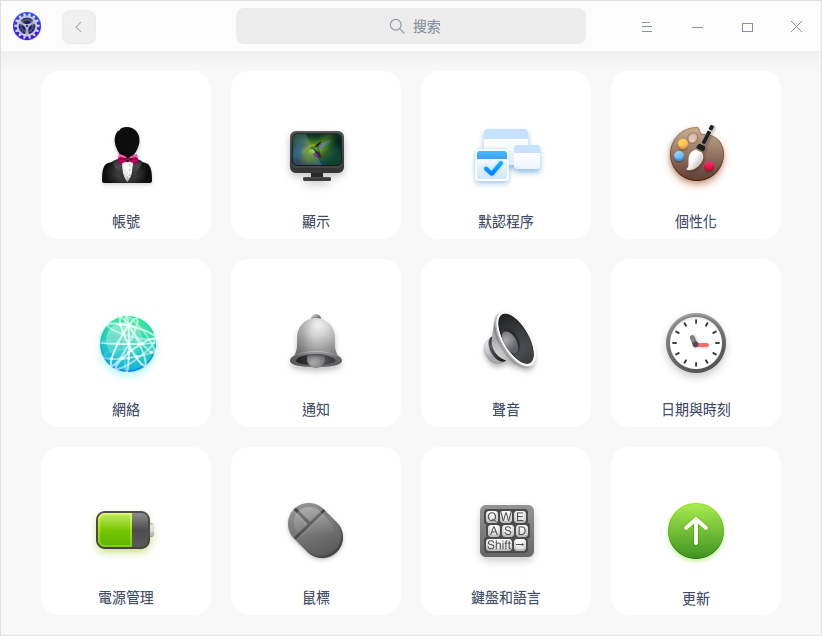 搜索
帳號
顯示
默認程序
個性化
網絡
通知
聲音
日期與時刻
Q W E
A S D
Shift →
電源管理
鼠標
鍵盤和語言
更新